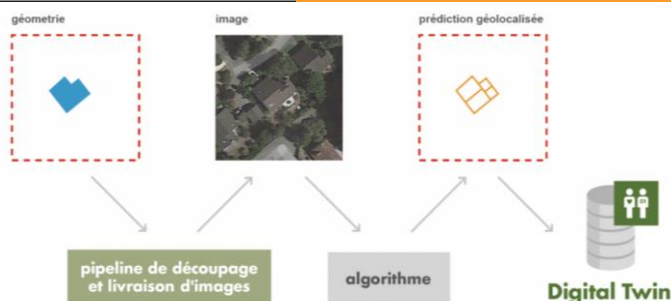 géometrie
image
prédiction géolocalisée
pipeline de découpage
et livraison d'images
algorithme
Digital Twin